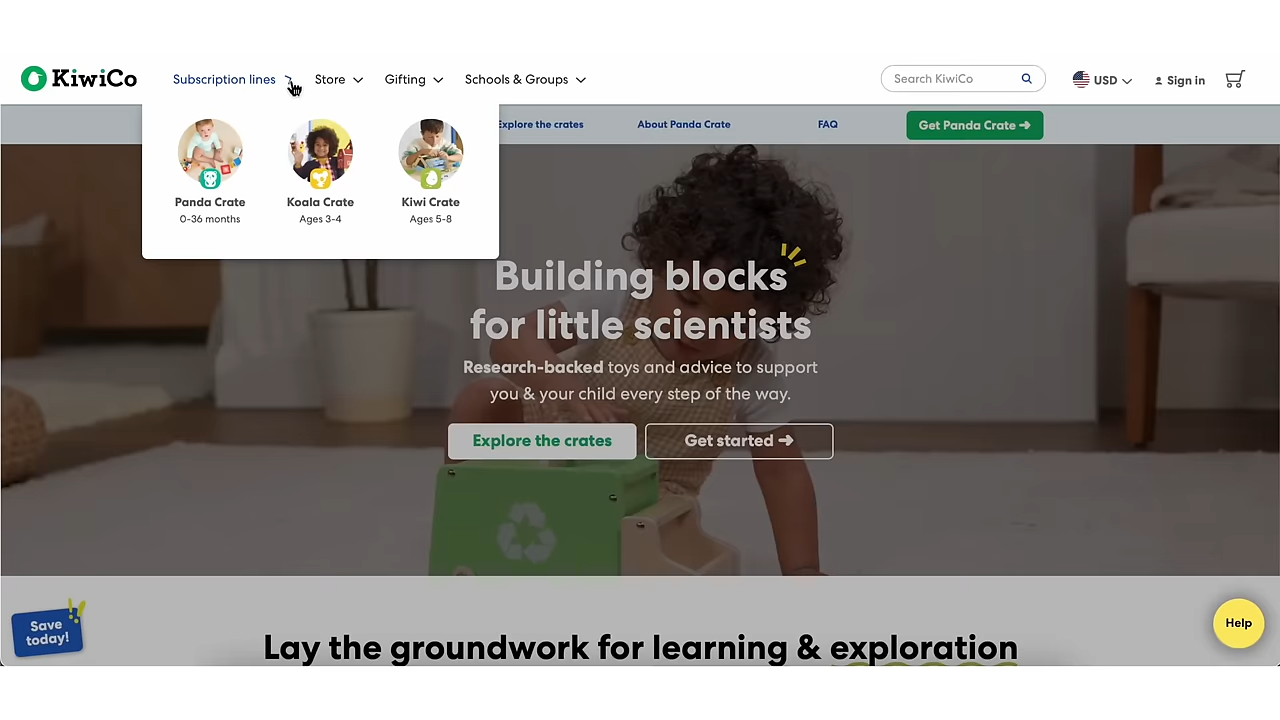 KiwiCo
Subscription lines
Store
Gifting
Schools & Groups
Search KiwiCo
USD
Sign in
Explore the crates
About Panda Crate
FAQ
Get Panda Crate ➔
Panda Crate
0-36 months
Koala Crate
Ages 3-4
Kiwi Crate
Ages 5-8
Building blocks
for little scientists
Research-backed toys and advice to support
you & your child every step of the way.
Explore the crates
Get started ➔
Save
today!
Help
Lay the groundwork for learning & exploration